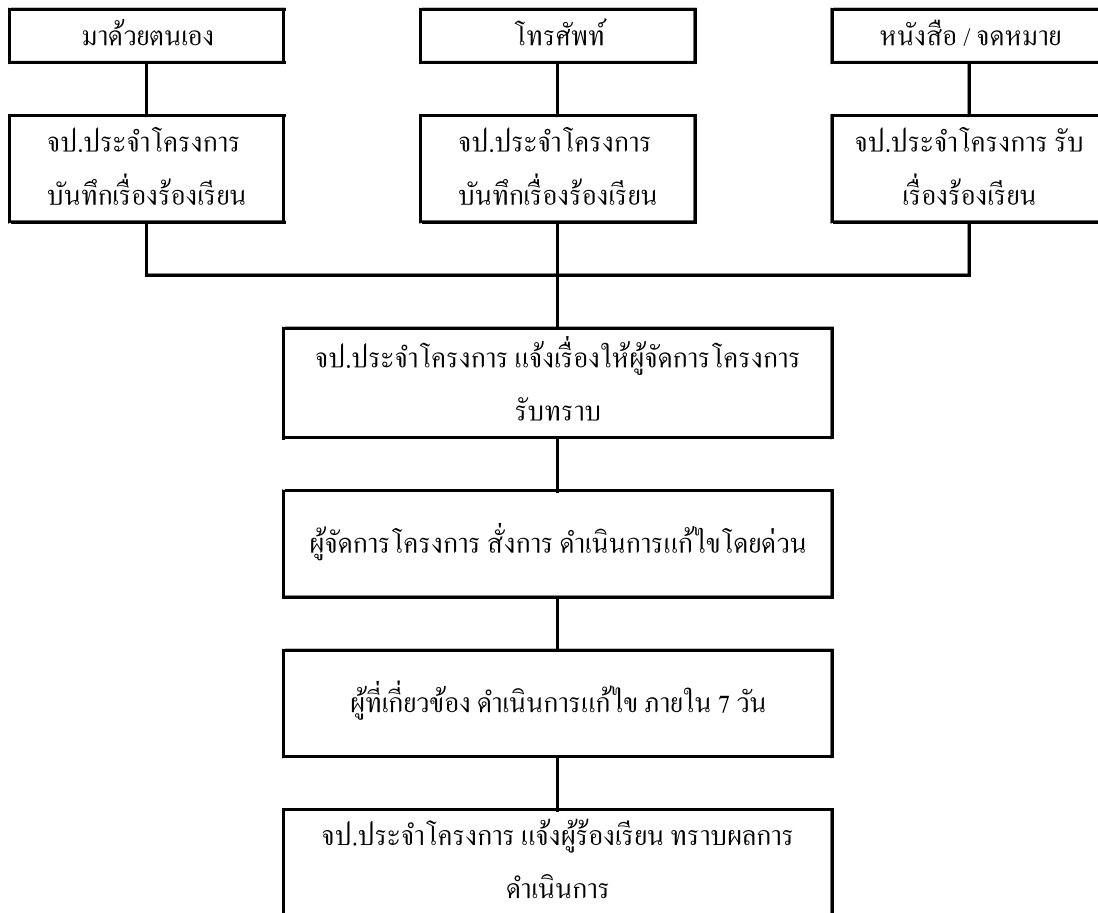 มาด้วยตนเอง
โทรศัพท์
หนังสือ / จดหมาย
จป.ประจำโครงการ
บันทึกเรื่องร้องเรียน
จป.ประจำโครงการ
บันทึกเรื่องร้องเรียน
จป.ประจำโครงการ รับ
เรื่องร้องเรียน
จป.ประจำโครงการ แจ้งเรื่องให้ผู้จัดการโครงการ
รับทราบ
ผู้จัดการโครงการ สั่งการ ดำเนินการแก้ไขโดยด่วน
ผู้ที่เกี่ยวข้อง ดำเนินการแก้ไข ภายใน 7 วัน
จป.ประจำโครงการ แจ้งผู้ร้องเรียน ทราบผลการ
ดำเนินการ